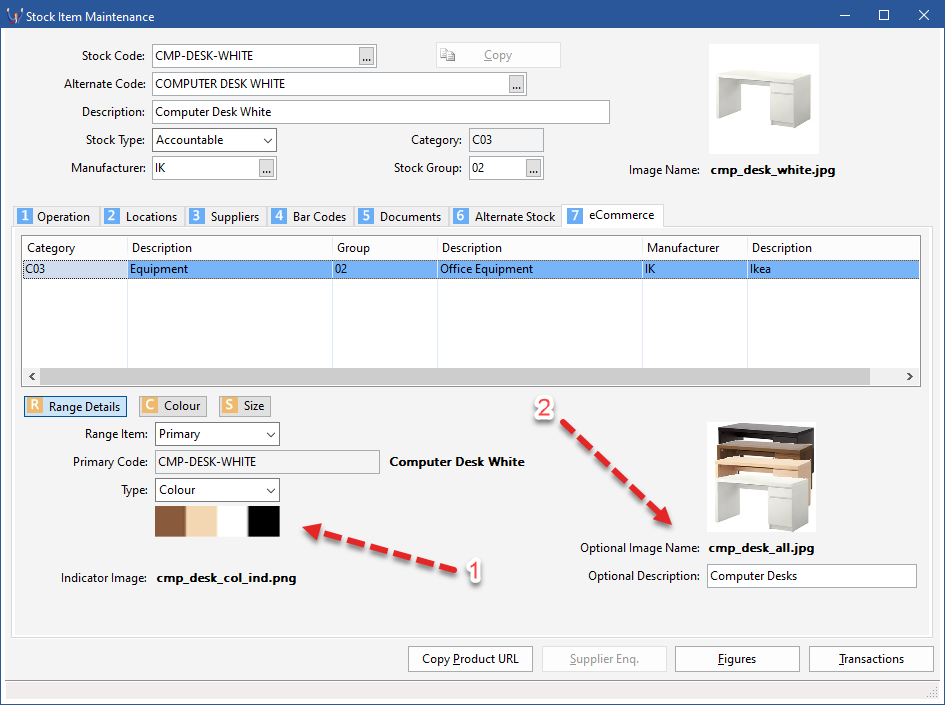 Stock Item Maintenance
Stock Code: CMP-DESK-WHITE ... Copy
Alternate Code: COMPUTER DESK WHITE ...
Description: Computer Desk White
Stock Type: Accountable Category: C03
Manufacturer: IK ... Stock Group: 02 ... Image Name: cmp_desk_white.jpg
1 Operation 2 Locations 3 Suppliers 4 Bar Codes 5 Documents 6 Alternate Stock 7 eCommerce
Category Description Group Description Manufacturer Description
C03 Equipment 02 Office Equipment IK Ikea
R Range Details C Colour S Size
2
Range Item: Primary
Primary Code: CMP-DESK-WHITE Computer Desk White
Type: Colour
Optional Image Name: cmp_desk_all.jpg
1
Indicator Image: cmp_desk_col_ind.png Optional Description: Computer Desks
Copy Product URL Supplier Enq. Figures Transactions